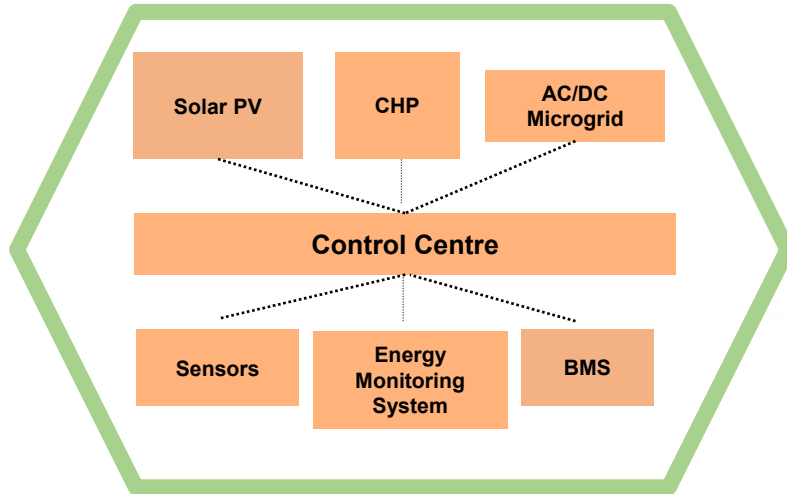 Solar PV
CHP
AC/DC
Microgrid
Control Centre
Sensors
Energy
Monitoring
System
BMS